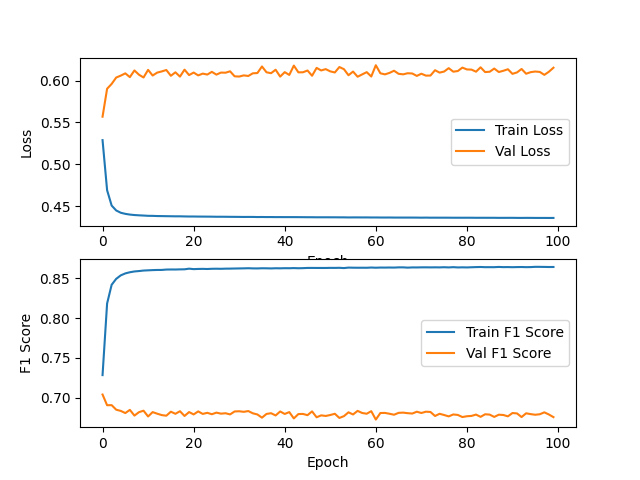 0.60
0.55
0.50
0.45
Loss
Train Loss
Val Loss
0 20 40 60 80 100
Epoch
0.85
0.80
0.75
0.70
F1 Score
Train F1 Score
Val F1 Score
0 20 40 60 80 100
Epoch